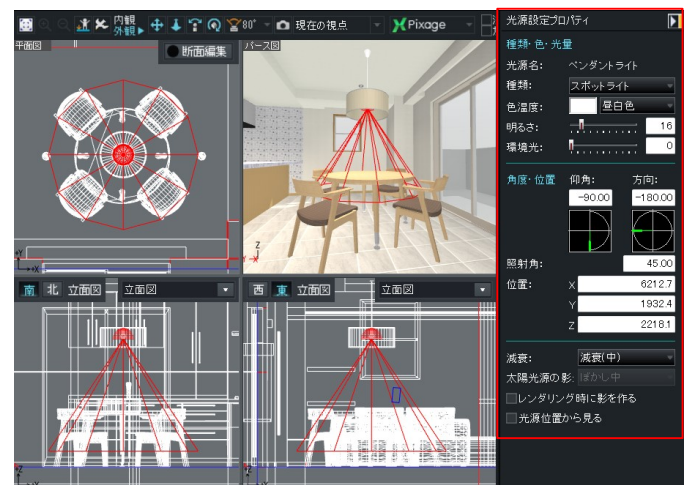 内観
外観
80°
現在の視点
Pixage
平面図
断面編集
パース図
Y
X
Z
Y
X
南 北 立面図 立面図
西 東 立面図 立面図
Z
X
Z
Y
光源設定プロパティ
種類・色・光量
光源名: ペンダントライト
種類: スポットライト
色温度: 昼白色
明るさ: 16
環境光: 0
角度・位置 仰角: 方向:
-90.00 -180.00
照射角: 45.00
位置: X 6212.7
Y 1932.4
Z 2218.1
減衰: 減衰(中)
太陽光源の影: ぼかし中
レンダリング時に影を作る
光源位置から見る